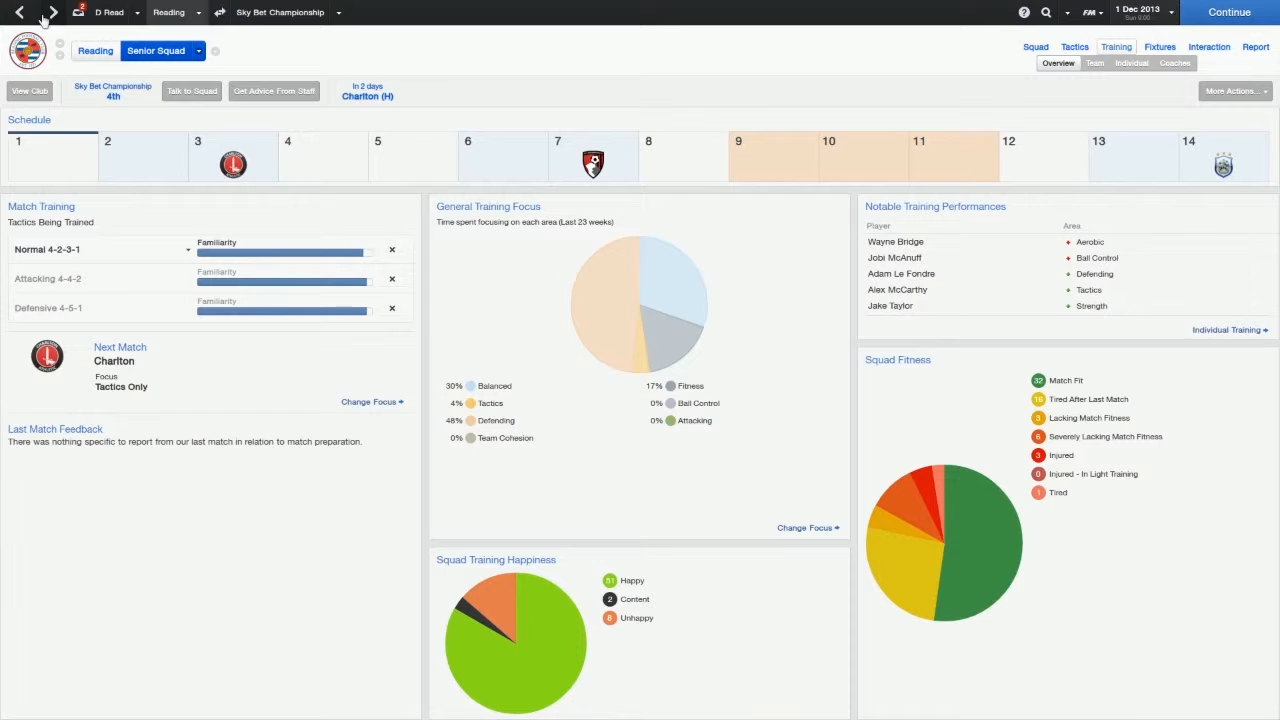 2
D Read
Reading
Sky Bet Championship
FM
1 Dec 2013
Sun 9:00
Continue
Reading
Senior Squad
Squad
Tactics
Training
Fixtures
Interaction
Report
Overview
Team
Individual
Coaches
View Club
Sky Bet Championship
4th
Talk to Squad
Get Advice From Staff
In 2 days
Charlton (H)
More Actions...
Schedule
1
2
3
4
5
6
7
8
9
10
11
12
13
14
Match Training
Tactics Being Trained
Normal 4-2-3-1
Familiarity
Attacking 4-4-2
Familiarity
Defensive 4-5-1
Familiarity
Next Match
Charlton
Focus
Tactics Only
Change Focus
Last Match Feedback
There was nothing specific to report from our last match in relation to match preparation.
General Training Focus
Time spent focusing on each area (Last 23 weeks)
30% Balanced
17% Fitness
4% Tactics
0% Ball Control
48% Defending
0% Attacking
0% Team Cohesion
Change Focus
Squad Training Happiness
51 Happy
2 Content
8 Unhappy
Notable Training Performances
Player
Area
Wayne Bridge
Aerobic
Jobi McAnuff
Ball Control
Adam Le Fondre
Defending
Alex McCarthy
Tactics
Jake Taylor
Strength
Individual Training
Squad Fitness
32 Match Fit
16 Tired After Last Match
3 Lacking Match Fitness
6 Severely Lacking Match Fitness
3 Injured
0 Injured - In Light Training
1 Tired